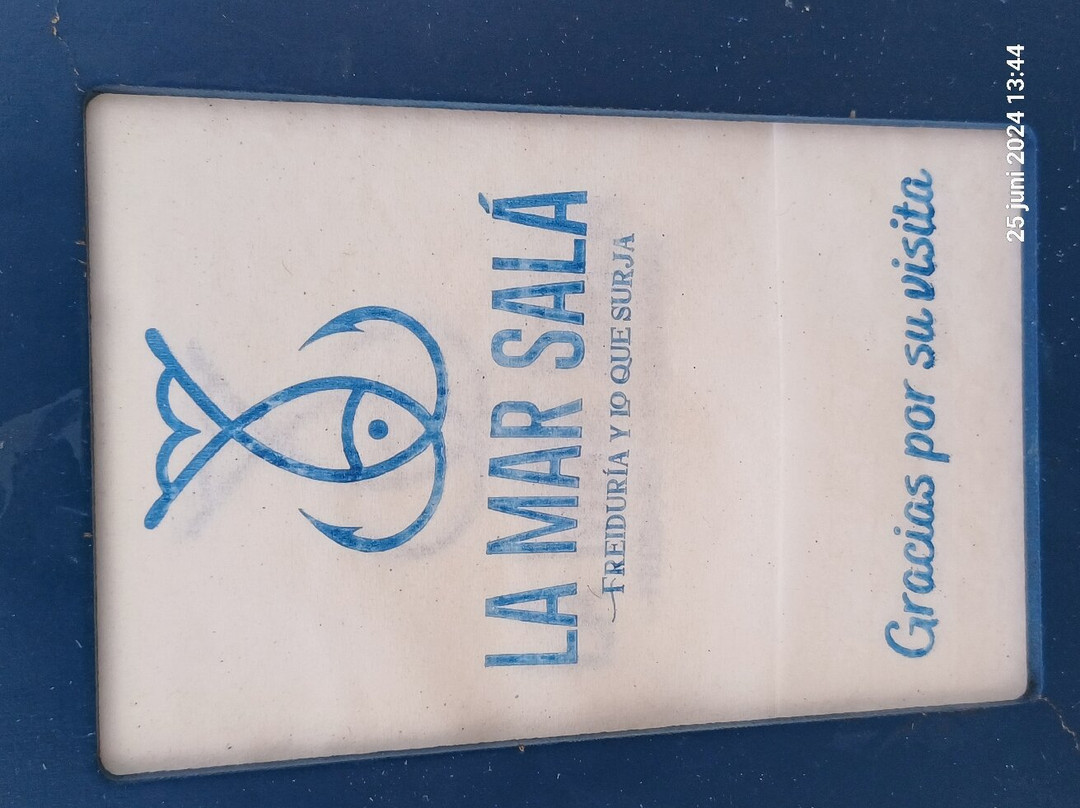 LA MAR SALÁ
FREIDURÍA Y LO QUE SURJA
Gracias por su visita
25 juni 2024 13:44